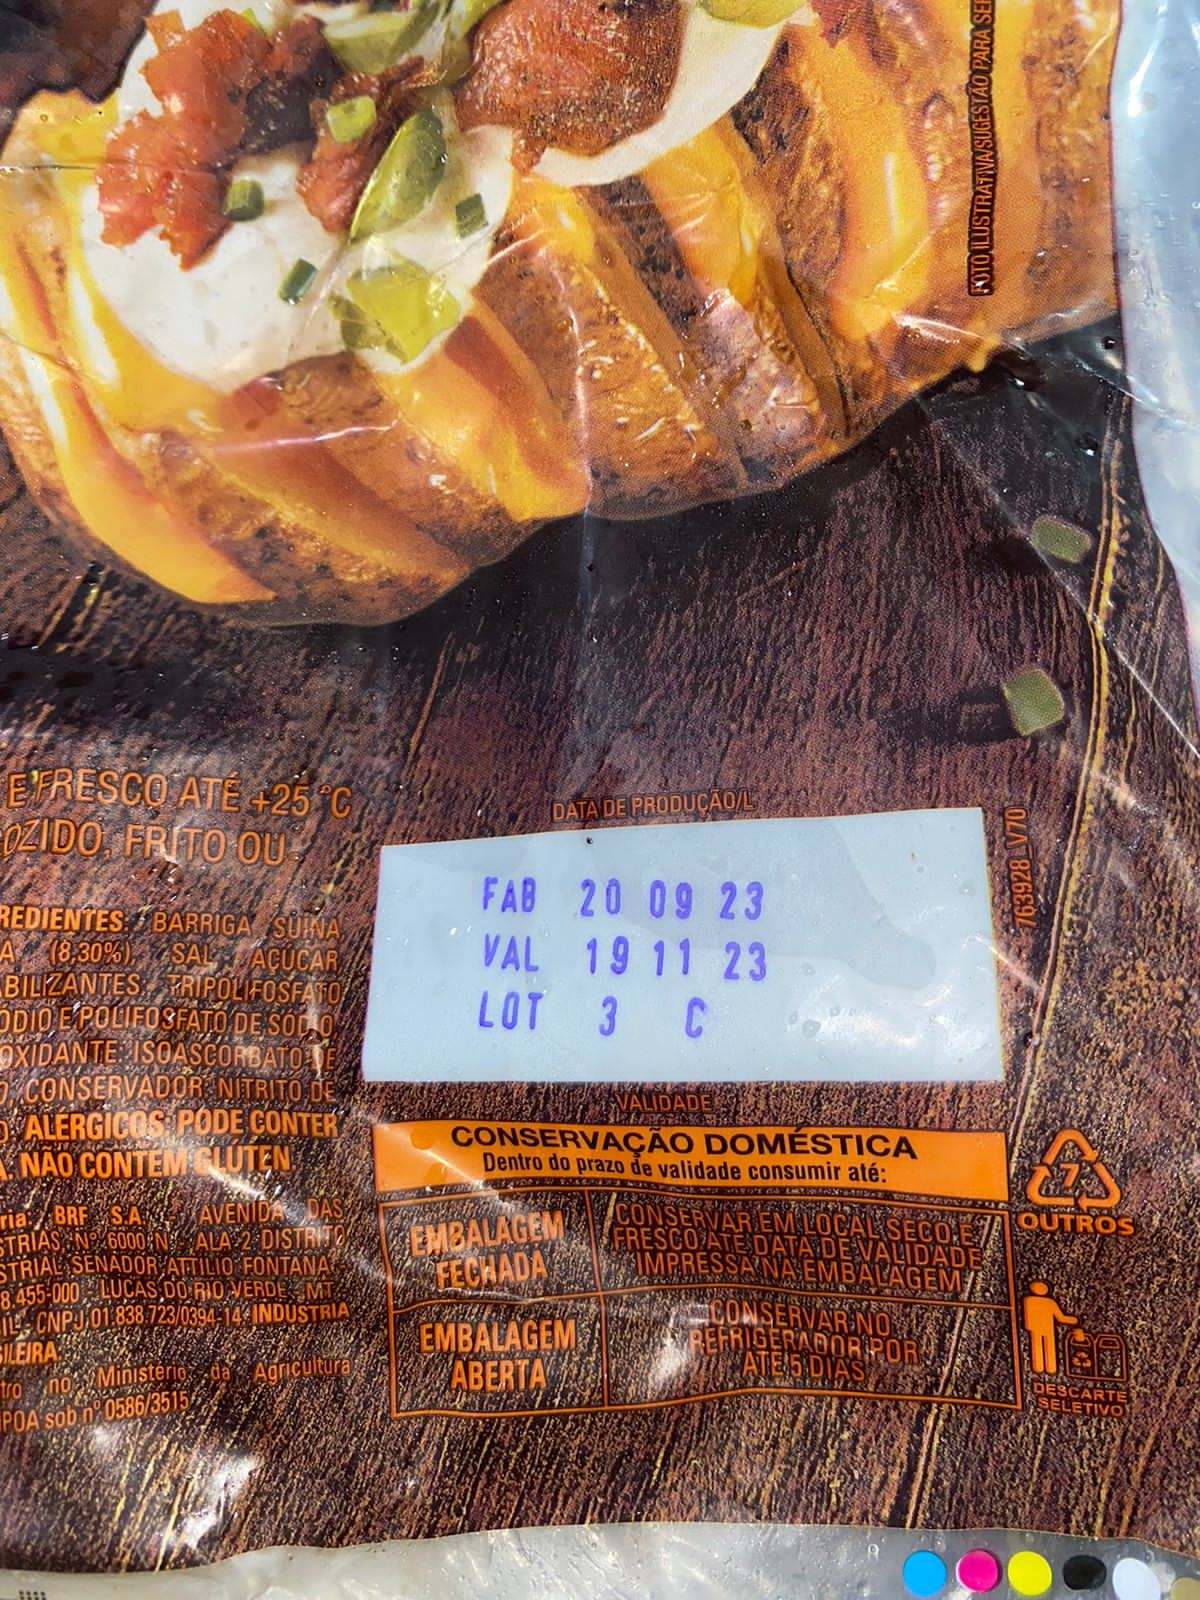 FOTO ILUSTRATIVA/SUGESTÃO PARA SER
E FRESCO ATÉ +25 °C
OZIDO, FRITO OU
REDIENTES: BARRIGA SUÍNA
A (8,30%), SAL, AÇÚCAR
ABILIZANTES TRIPOLIFOSFATO
ÓDIO E POLIFOSFATO DE SÓDIO
OXIDANTE ISOASCORBATO DE
O, CONSERVADOR NITRITO DE
O. ALÉRGICOS: PODE CONTER
A. NÃO CONTÉM GLÚTEN
ria: BRF S.A. - AVENIDA DAS
STRIAS, Nº 6000 N - ALA 2 DISTRITO
STRIAL SENADOR ATTILIO FONTANA
8.455-000 - LUCAS DO RIO VERDE - MT
IL - CNPJ 01.838.723/0394-14 INDÚSTRIA
SILEIRA
tro no Ministério da Agricultura
IPOA sob nº 0586/3515
DATA DE PRODUÇÃO/L
FAB 20 09 23
VAL 19 11 23
LOT 3 C
763928_V70
VALIDADE
CONSERVAÇÃO DOMÉSTICA
Dentro do prazo de validade consumir até:
EMBALAGEM
FECHADA
CONSERVAR EM LOCAL SECO E
FRESCO ATÉ DATA DE VALIDADE
IMPRESSA NA EMBALAGEM
EMBALAGEM
ABERTA
CONSERVAR NO
REFRIGERADOR POR
ATÉ 5 DIAS
7
OUTROS
DESCARTE
SELETIVO